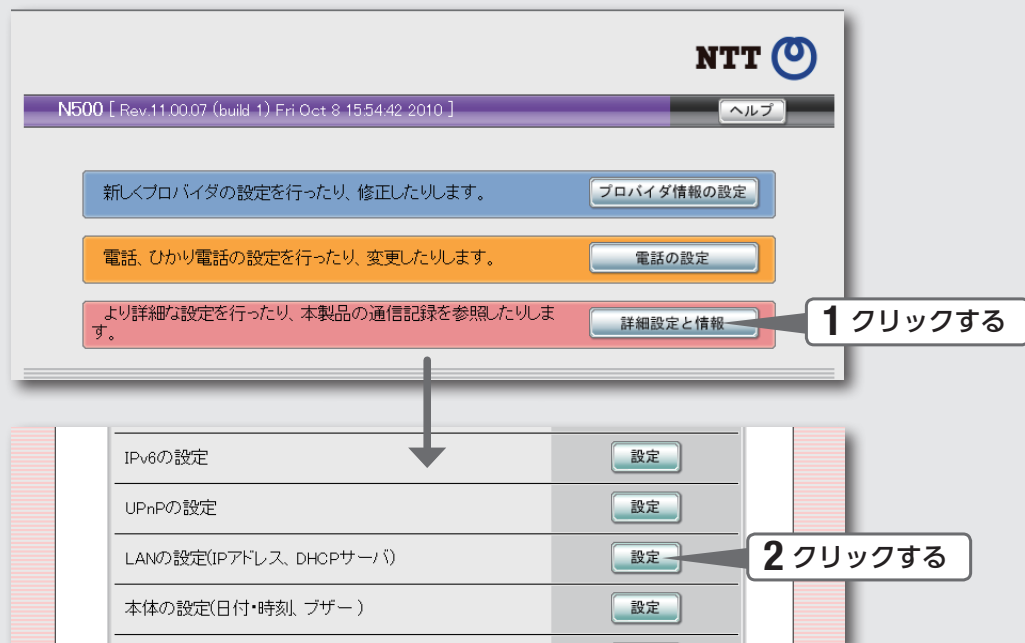 NTT
N500 [ Rev.11.00.07 (build 1) Fri Oct 8 15:54:42 2010 ]
ヘルプ
新しくプロバイダの設定を行ったり、修正したりします。
プロバイダ情報の設定
電話、ひかり電話の設定を行ったり、変更したりします。
電話の設定
より詳細な設定を行ったり、本製品の通信記録を参照したりしま
す。
詳細設定と情報
1 クリックする
IPv6の設定
設定
UPnPの設定
設定
LANの設定(IPアドレス、DHCPサーバ)
設定
2 クリックする
本体の設定(日付・時刻、ブザー)
設定